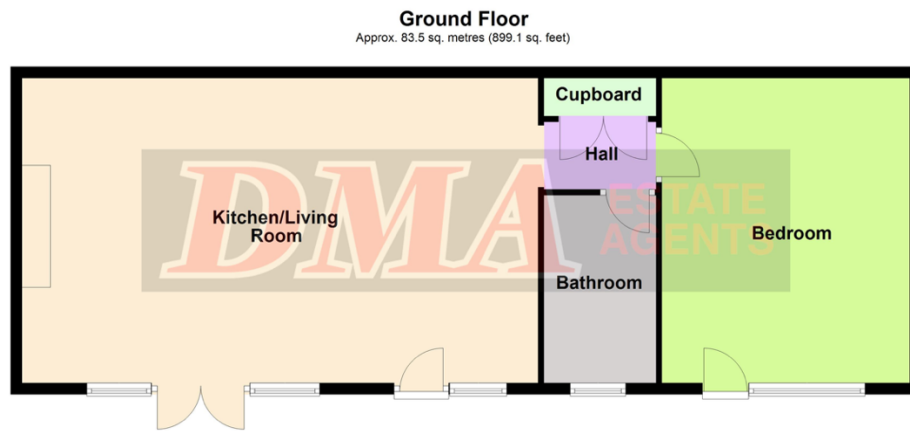 Ground Floor
Approx. 83.5 sq. metres (899.1 sq. feet)
Cupboard
Hall
Kitchen/Living
Room
DMA
ESTATE
AGENTS
Bedroom
Bathroom